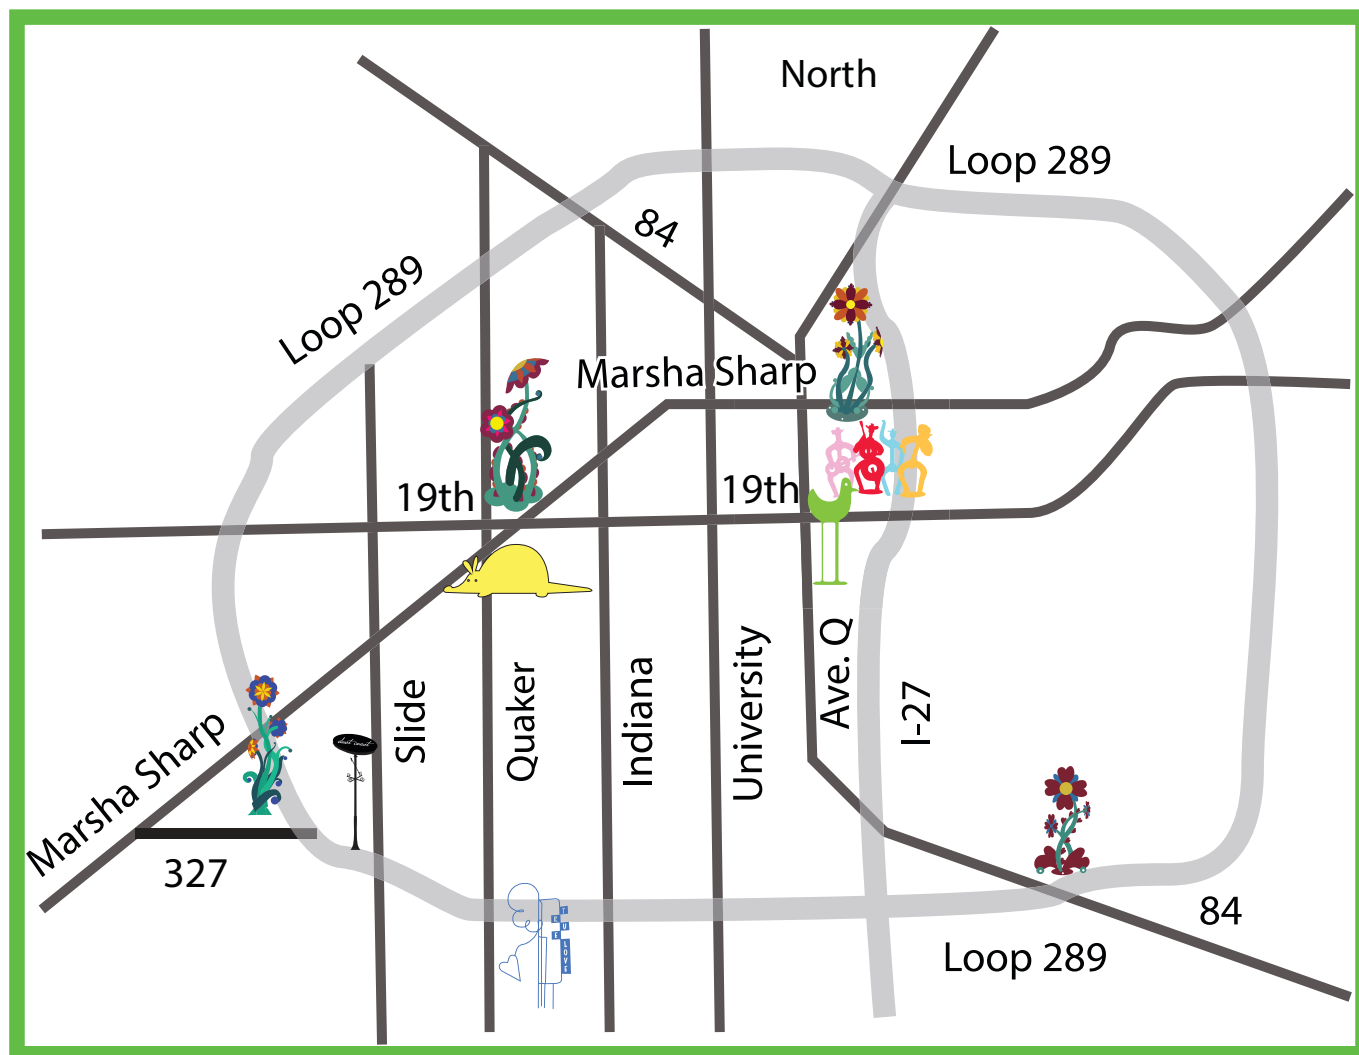 North
Loop 289
84
Loop 289
Marsha Sharp
19th
19th
Slide
Quaker
Indiana
University
Ave. Q
I-27
Marsha Sharp
327
84
Loop 289